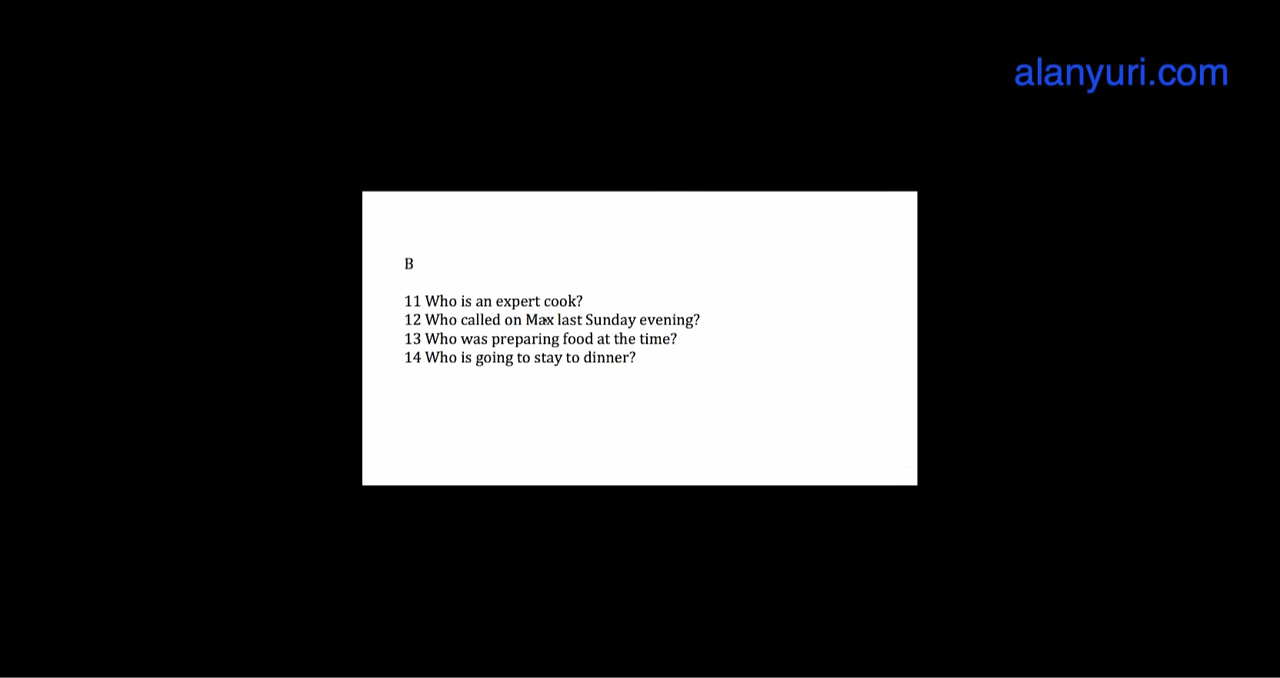 alanyuri.com
B
11 Who is an expert cook?
12 Who called on Max last Sunday evening?
13 Who was preparing food at the time?
14 Who is going to stay to dinner?